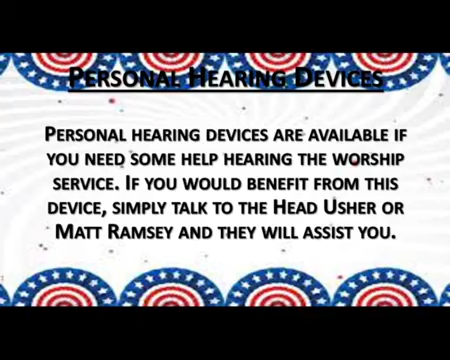 Personal Hearing Devices
Personal hearing devices are available if
you need some help hearing the worship
service. If you would benefit from this
device, simply talk to the Head Usher or
Matt Ramsey and they will assist you.